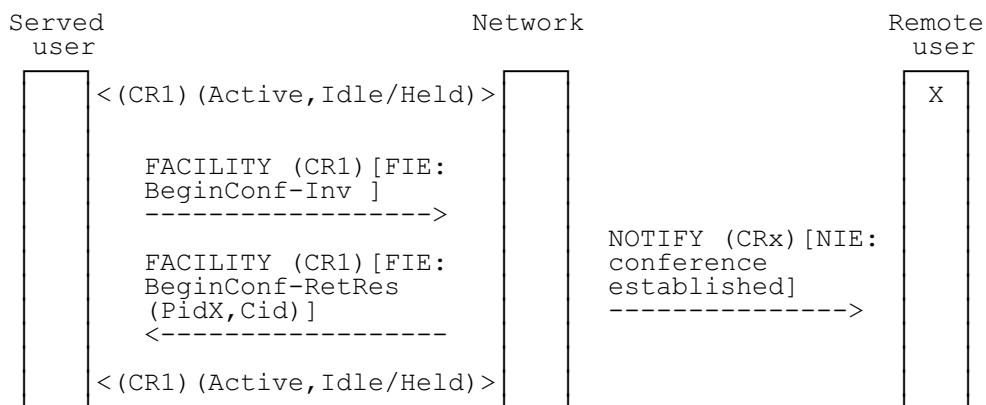 Served Network Remote
user user
<(CR1)(Active,Idle/Held)> X
FACILITY (CR1)[FIE:
BeginConf-Inv ]
------------------>
NOTIFY (CRx)[NIE:
FACILITY (CR1)[FIE: conference
BeginConf-RetRes established]
(PidX,Cid)] --------------->
<------------------
<(CR1)(Active,Idle/Held)>